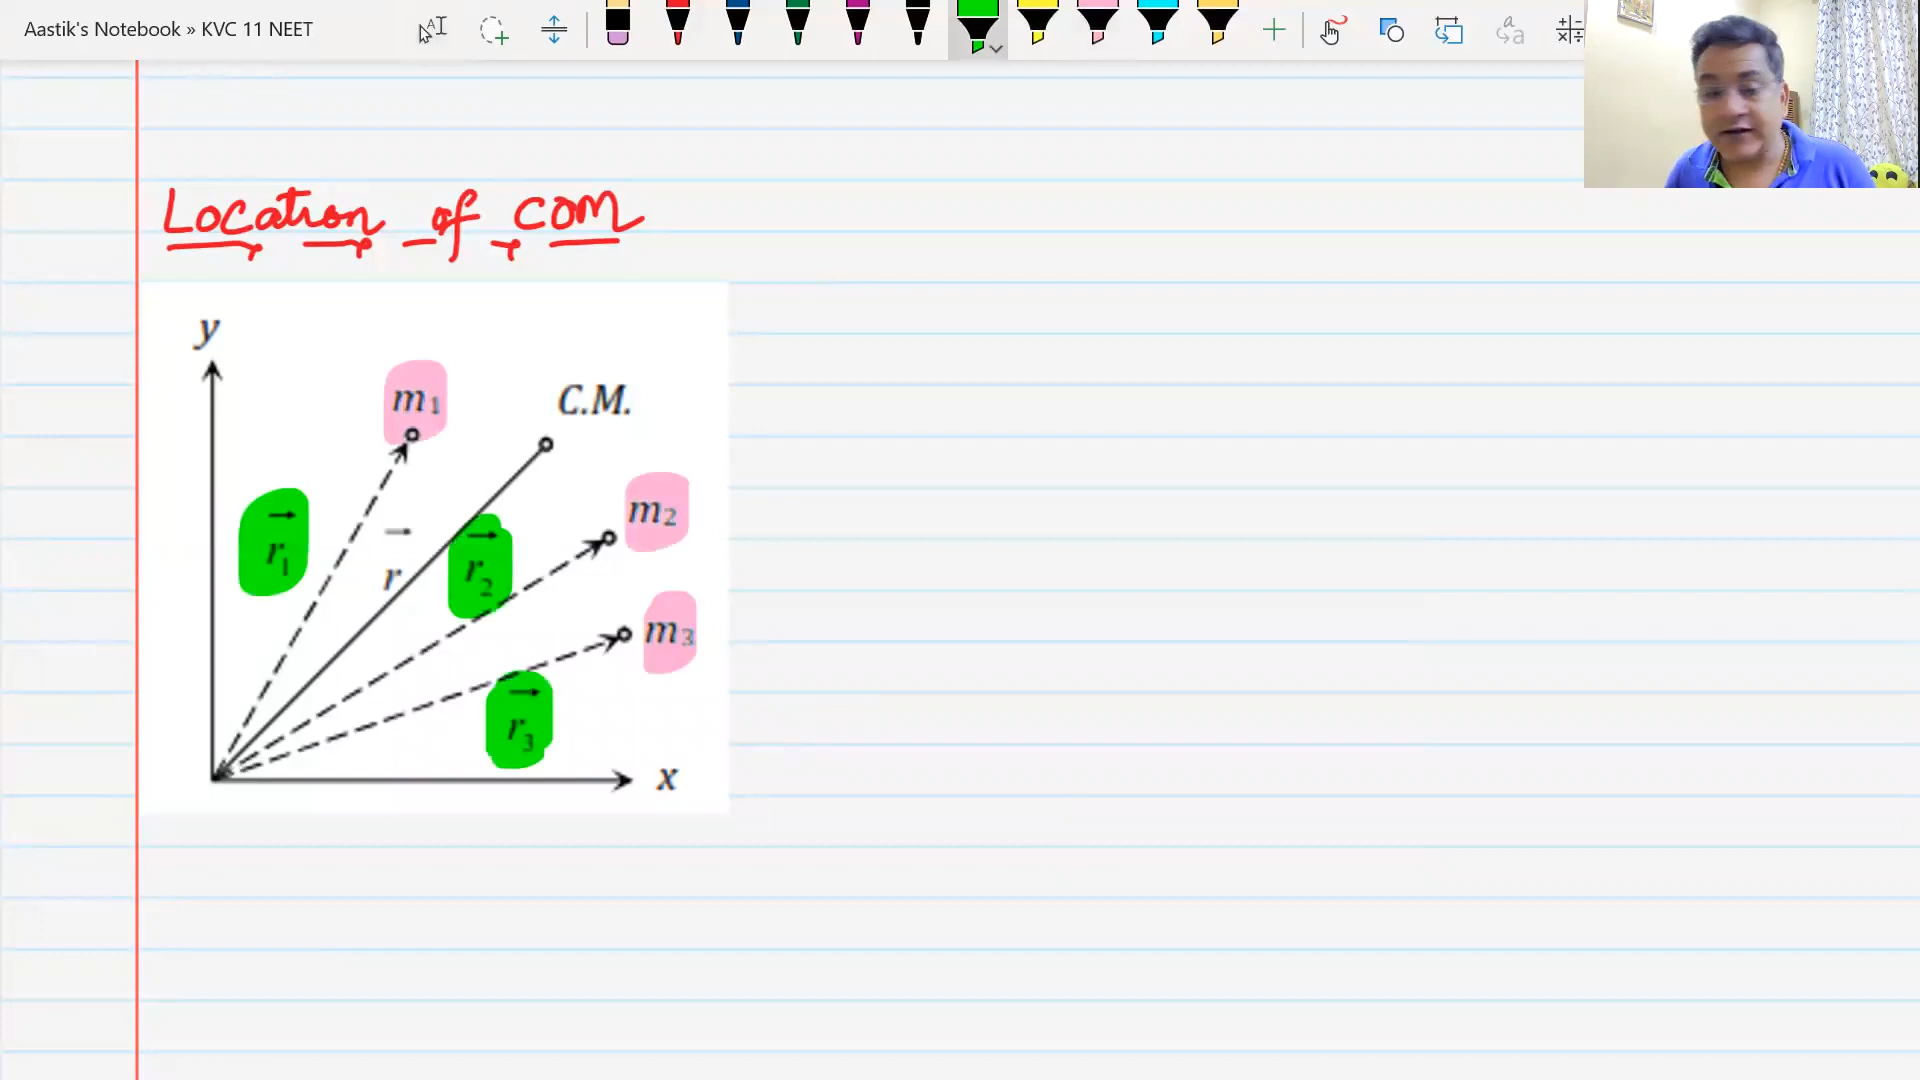 Aastik's Notebook » KVC 11 NEET
Location of COM
y
m1
C.M.
m2
r1
r
r2
m3
r3
x